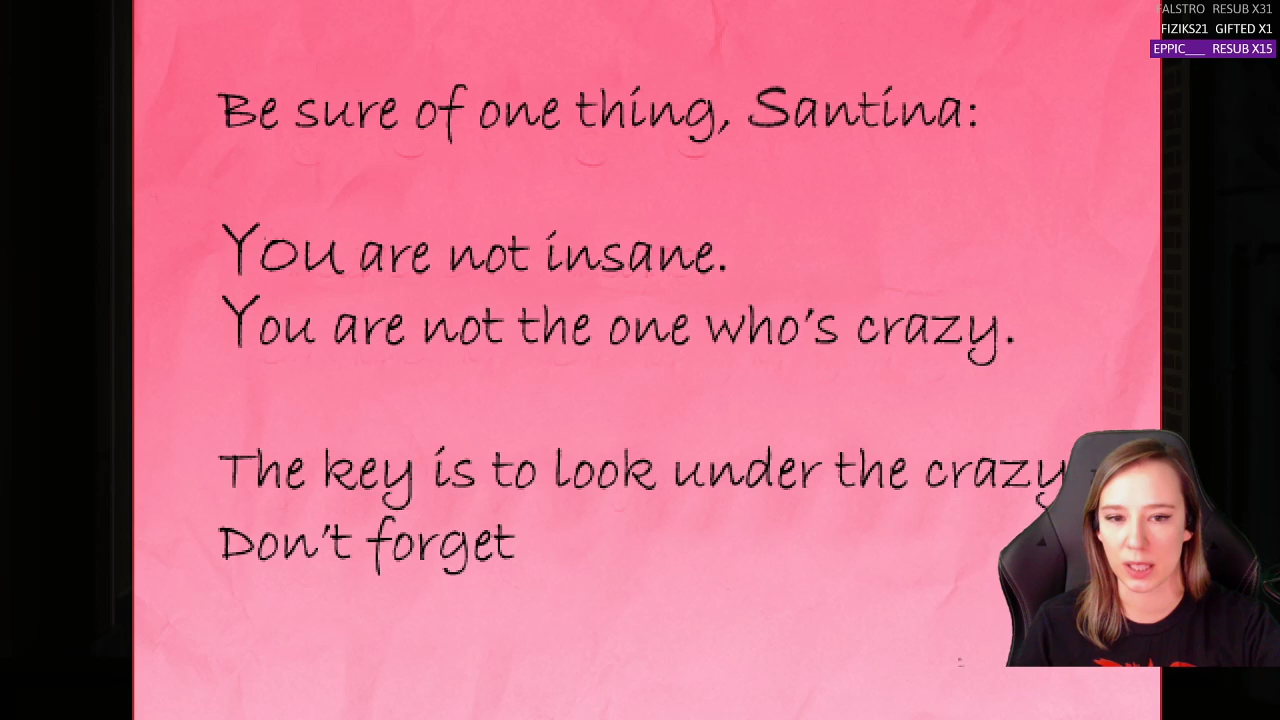 FALSTRO RESUB X31
FIZIKS21 GIFTED X1
EPPIC___ RESUB X15
Be sure of one thing, Santina:
YOU are not insane.
You are not the one who's crazy.
The key is to look under the crazy
Don't forget